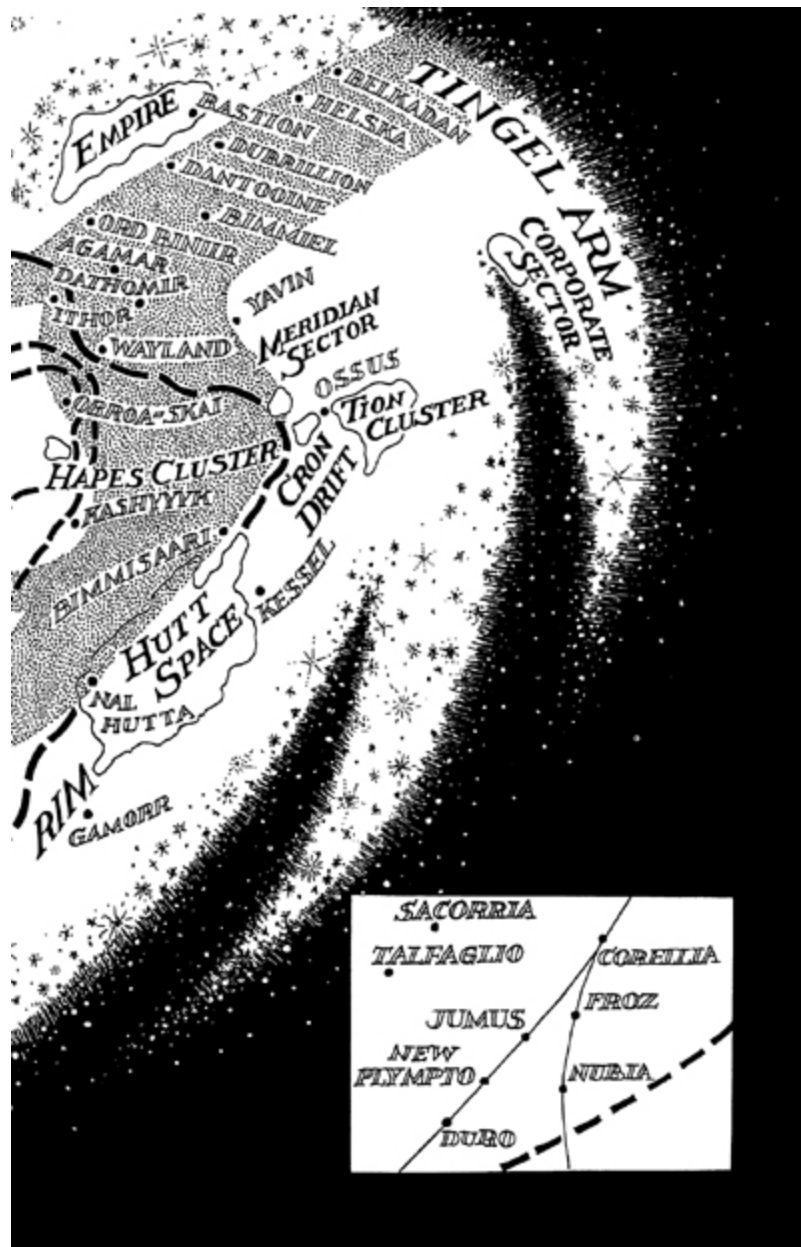 TINGEL ARM
BELKADAN
HELSKA
EMPIRE
BASTION
DUBRILLION
DANTOOINE
BIMMIEL
ORD BINIIR
AGAMAR
DATHOMIR
ITHOR
WAYLAND
YAVIN
MERIDIAN
SECTOR
CORPORATE
SECTOR
OSSUS
TION
CLUSTER
CRON
DRIFT
OBROA-SKAI
HAPES CLUSTER
KASHYYYK
BIMMISAARI
KESSEL
HUTT
SPACE
NAL
HUTTA
RIM
GAMORR
SACORRIA
TALFAGLIO
CORELLIA
FROZ
JUMUS
NEW
PLYMPTO
NUBIA
DURO